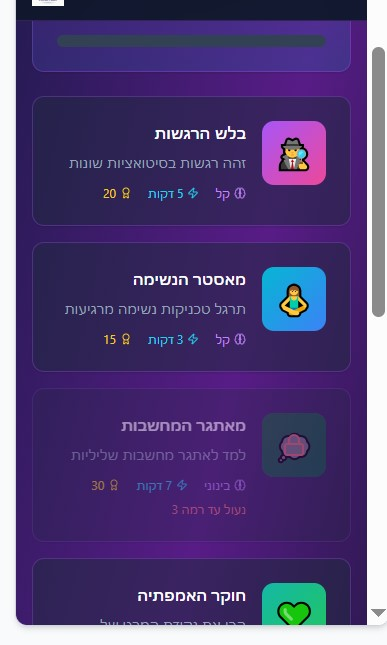 בלש הרגשות
זהה רגשות בסיטואציות שונות
קל 5 דקות 20
מאסטר הנשימה
תרגל טכניקות נשימה מרגיעות
קל 3 דקות 15
מאתגר המחשבות
למד לאתגר מחשבות שליליות
בינוני 7 דקות 30
נעול עד רמה 3
חוקר האמפתיה